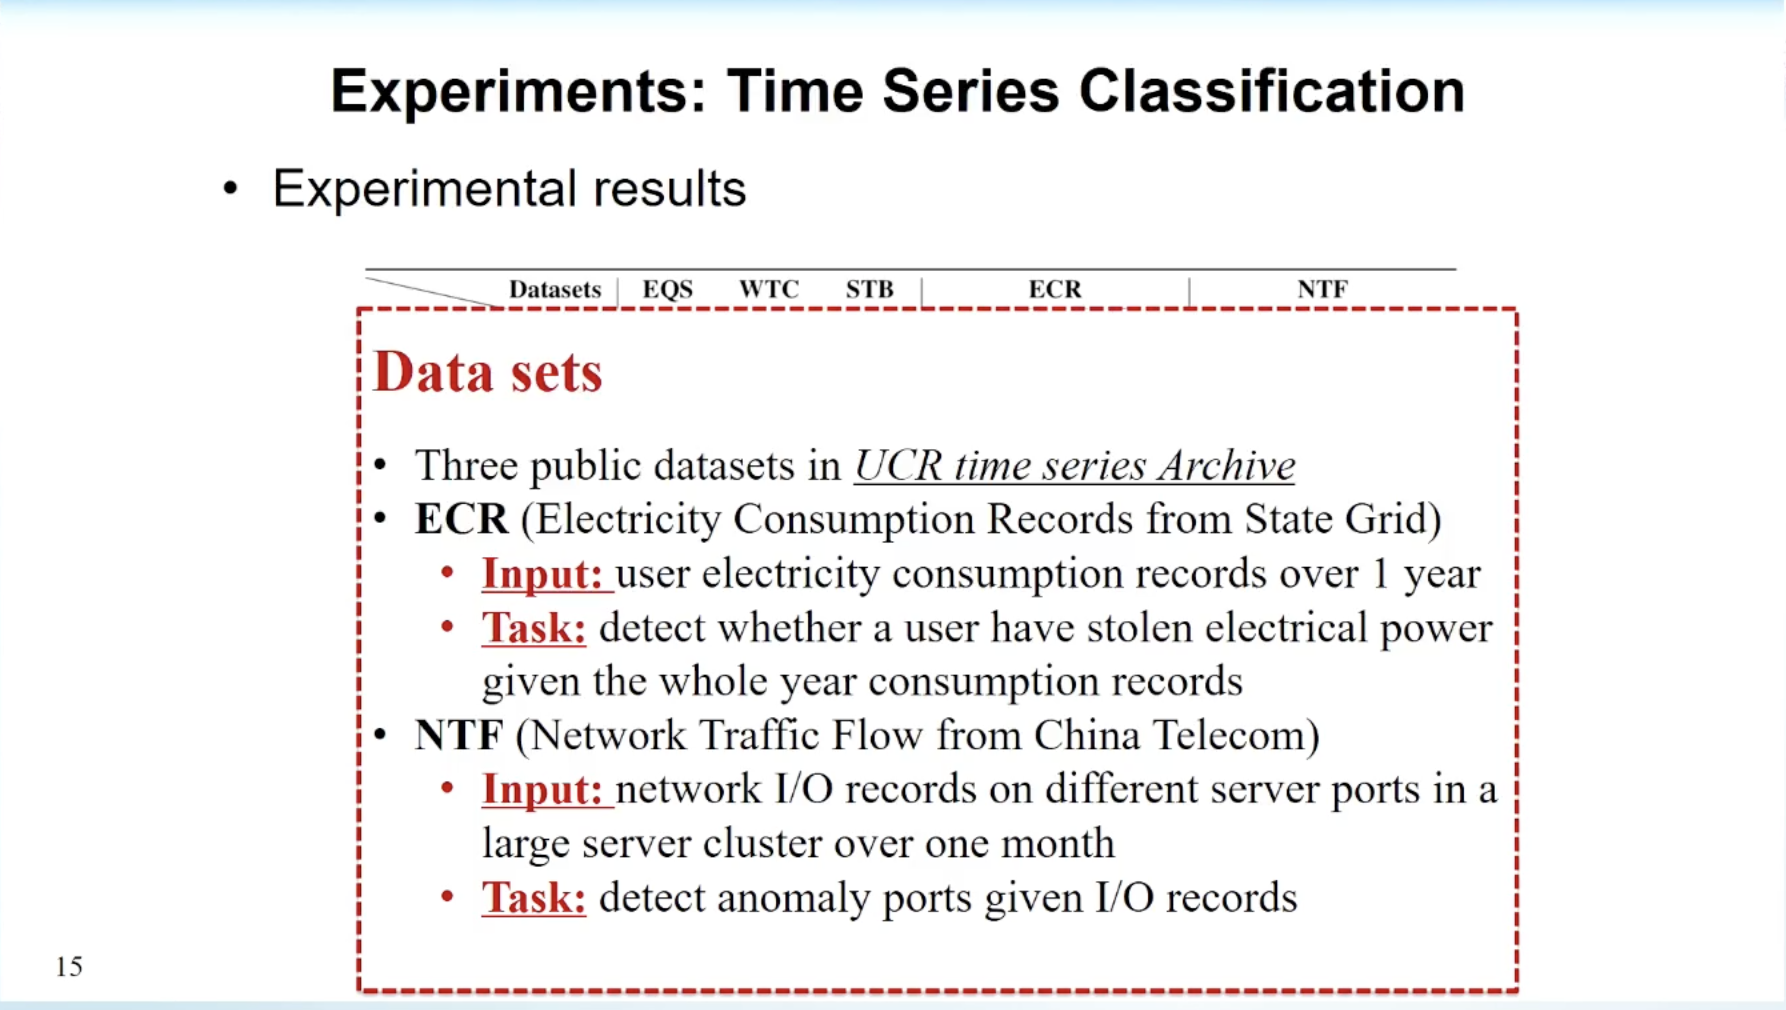 Experiments: Time Series Classification
• Experimental results
Datasets EQS WTC STB ECR NTF
Data sets
• Three public datasets in UCR time series Archive
• ECR (Electricity Consumption Records from State Grid)
• Input: user electricity consumption records over 1 year
• Task: detect whether a user have stolen electrical power
given the whole year consumption records
• NTF (Network Traffic Flow from China Telecom)
• Input: network I/O records on different server ports in a
large server cluster over one month
• Task: detect anomaly ports given I/O records
15